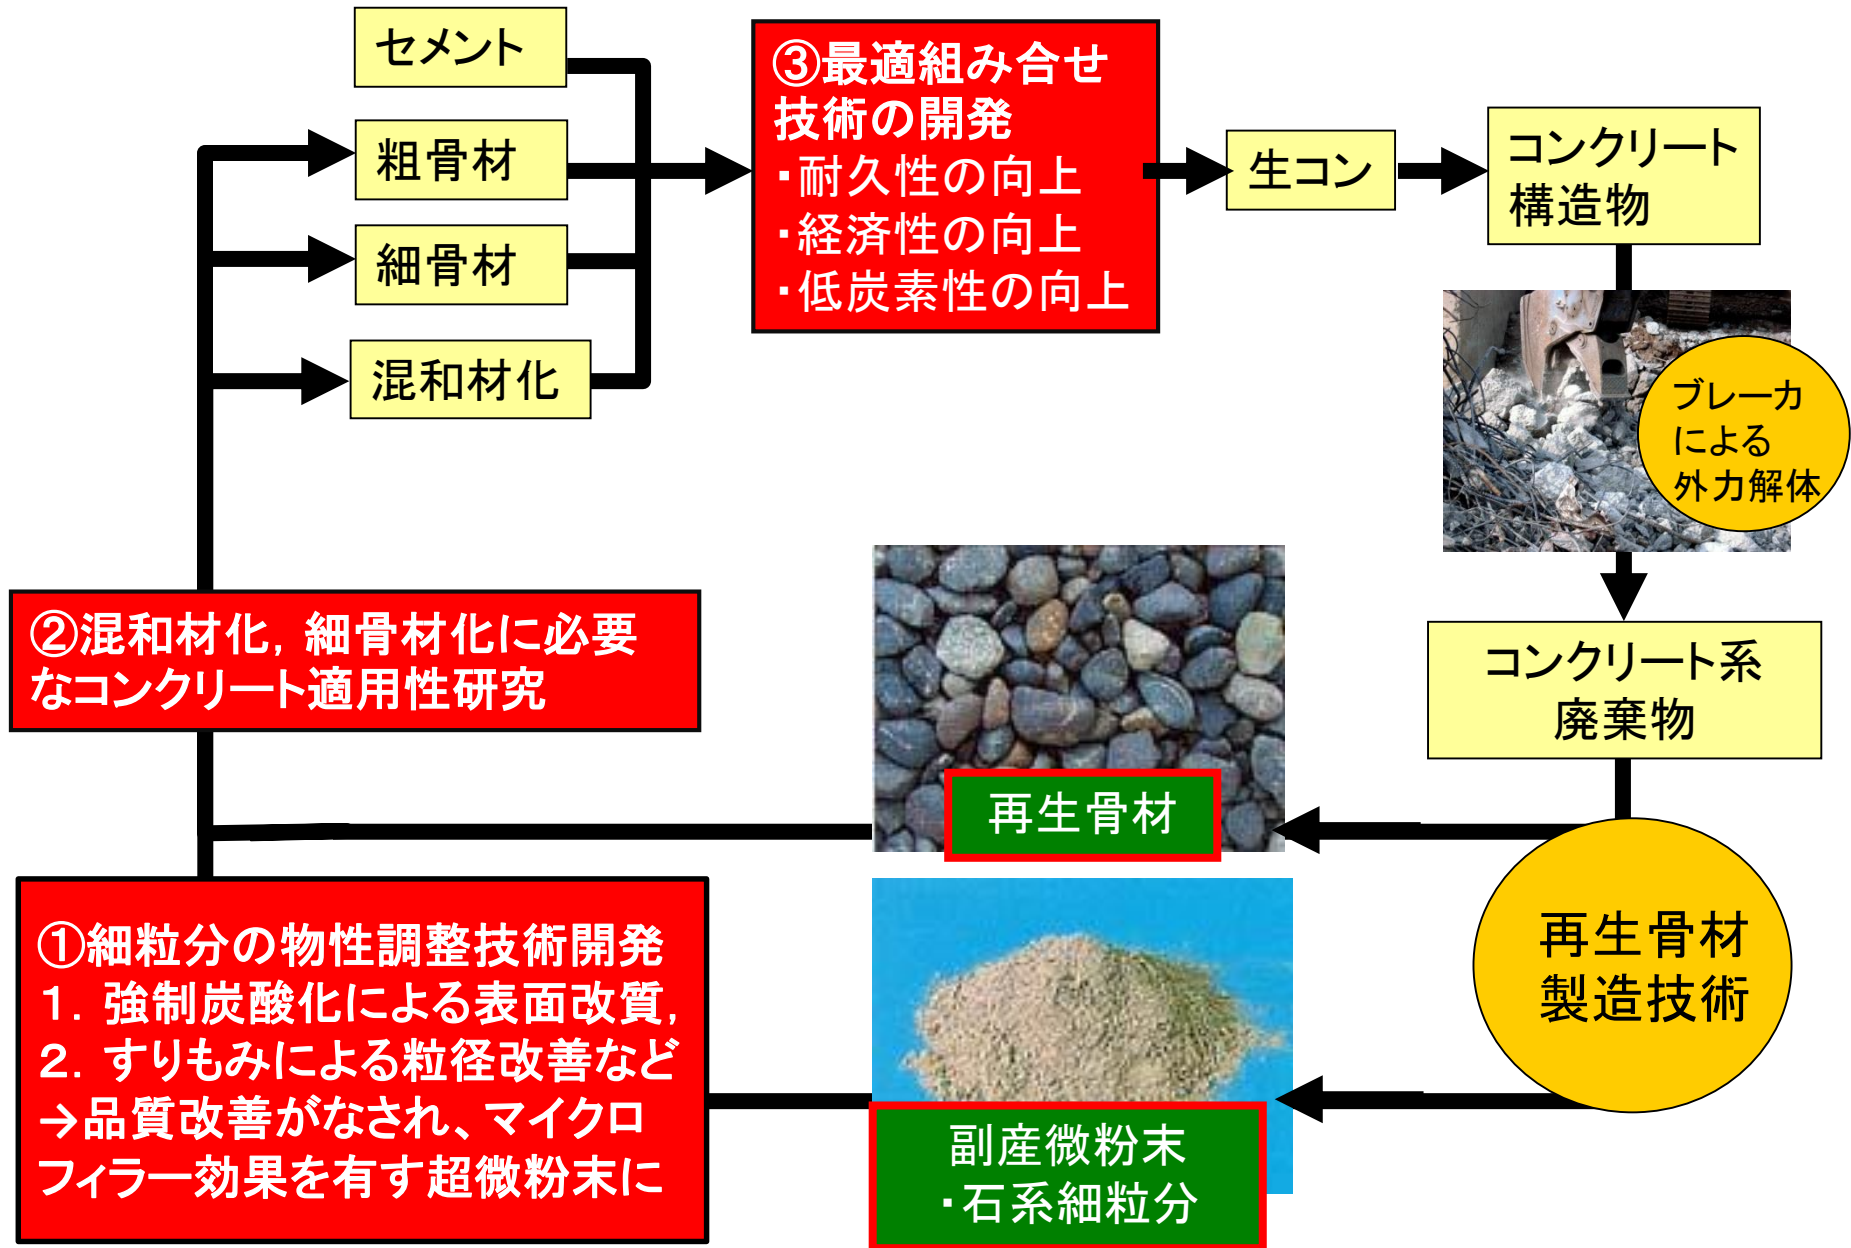 セメント
粗骨材
細骨材
混和材化
③最適組み合せ
技術の開発
・耐久性の向上
・経済性の向上
・低炭素性の向上
生コン
コンクリート
構造物
ブレーカ
による
外力解体
コンクリート系
廃棄物
再生骨材
製造技術
再生骨材
副産微粉末
・石系細粒分
②混和材化，細骨材化に必要
なコンクリート適用性研究
①細粒分の物性調整技術開発
１．強制炭酸化による表面改質，
２．すりもみによる粒径改善など
→品質改善がなされ、マイクロ
フィラー効果を有す超微粉末に